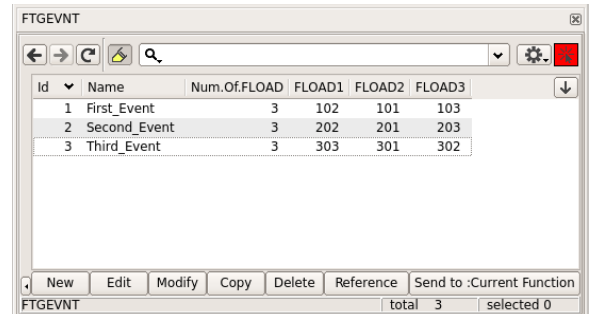 FTGEVNT
Id Name Num.Of.FLOAD FLOAD1 FLOAD2 FLOAD3
1 First_Event 3 102 101 103
2 Second_Event 3 202 201 203
3 Third_Event 3 303 301 302
New Edit Modify Copy Delete Reference Send to :Current Function
FTGEVNT total 3 selected 0